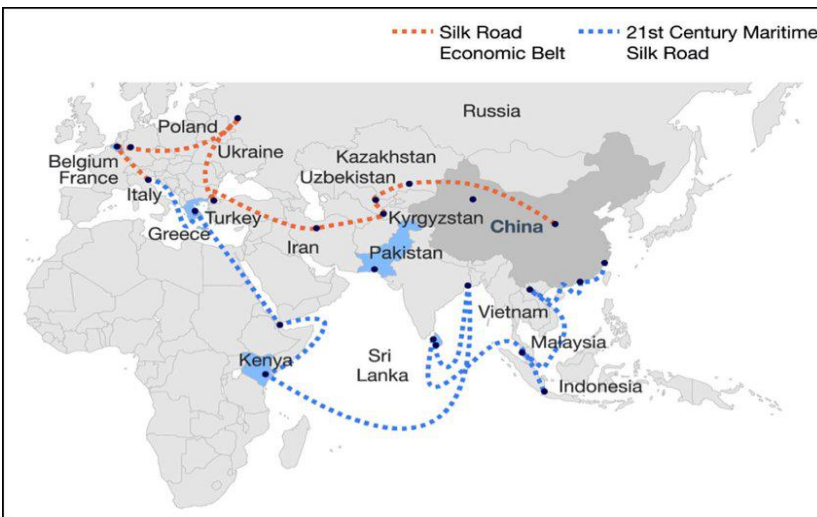 Silk Road
Economic Belt
21st Century Maritime
Silk Road
Russia
Poland
Ukraine
Kazakhstan
Uzbekistan
Belgium
France
Italy
Turkey
Greece
Kyrgyzstan
China
Iran
Pakistan
Vietnam
Malaysia
Sri
Lanka
Kenya
Indonesia